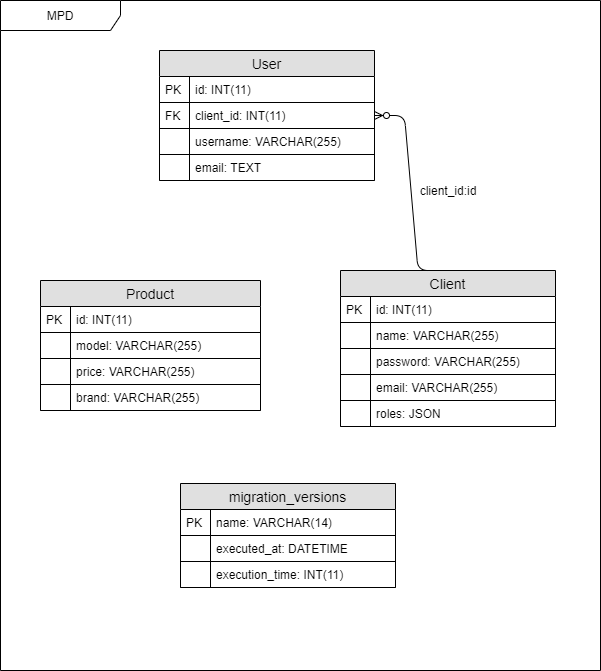 MPD
User
PK id: INT(11)
FK client_id: INT(11)
username: VARCHAR(255)
email: TEXT
client_id:id
Product
PK id: INT(11)
model: VARCHAR(255)
price: VARCHAR(255)
brand: VARCHAR(255)
Client
PK id: INT(11)
name: VARCHAR(255)
password: VARCHAR(255)
email: VARCHAR(255)
roles: JSON
migration_versions
PK name: VARCHAR(14)
executed_at: DATETIME
execution_time: INT(11)